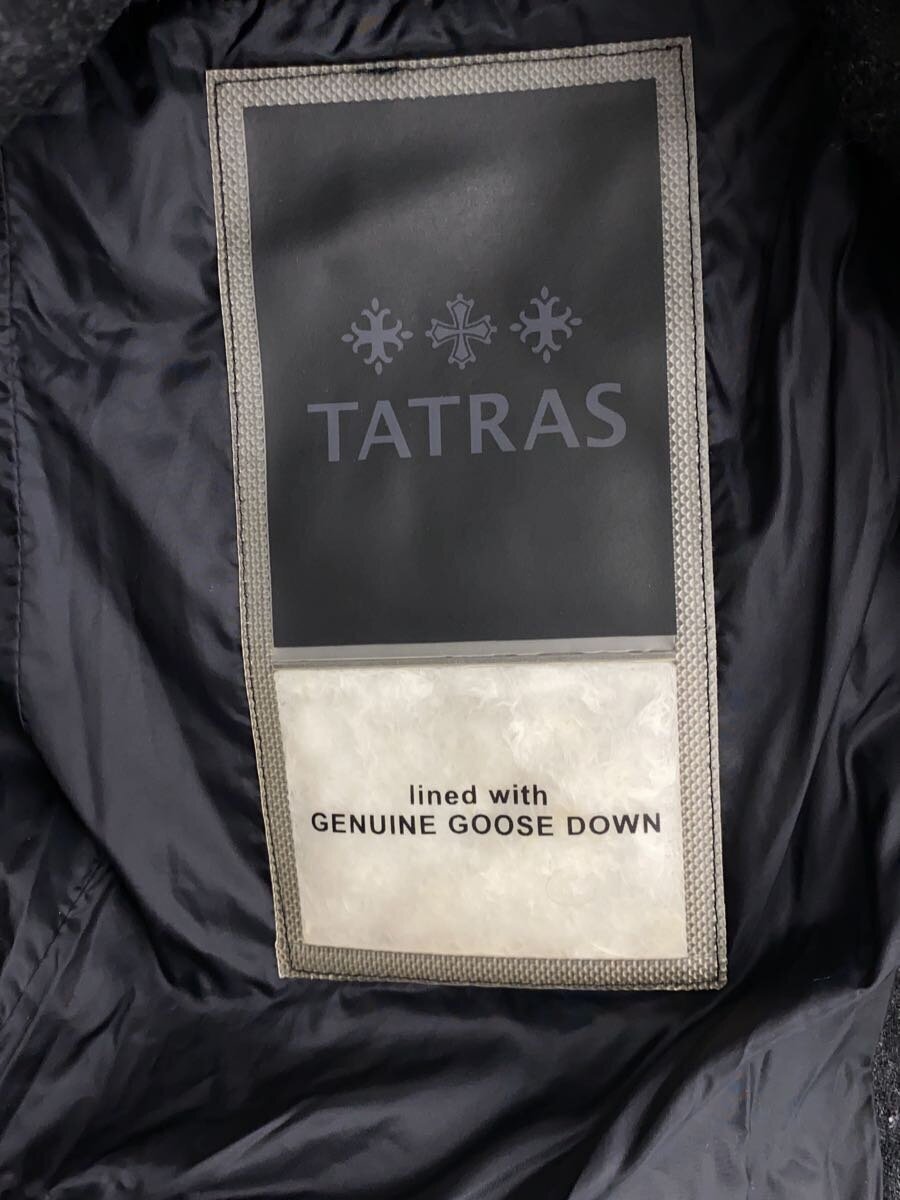 TATRAS
lined with
GENUINE GOOSE DOWN